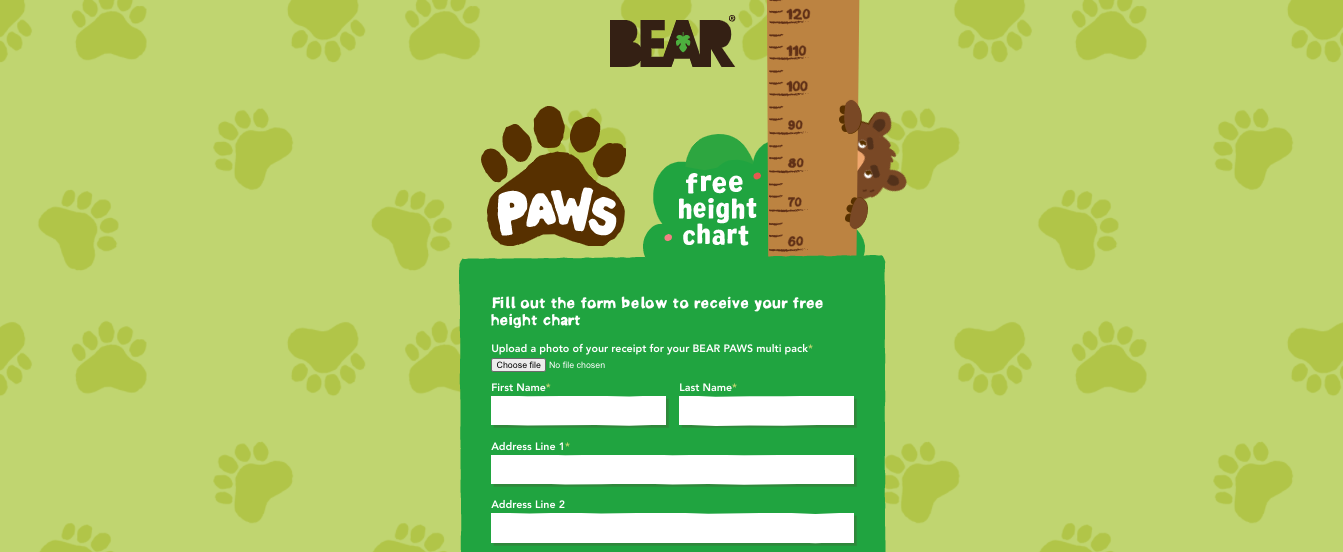 BEAR®
120
110
100
90
80
70
60
PAWS
free
height
chart
Fill out the form below to receive your free
height chart
Upload a photo of your receipt for your BEAR PAWS multi pack*
Choose file No file chosen
First Name* Last Name*
Address Line 1*
Address Line 2